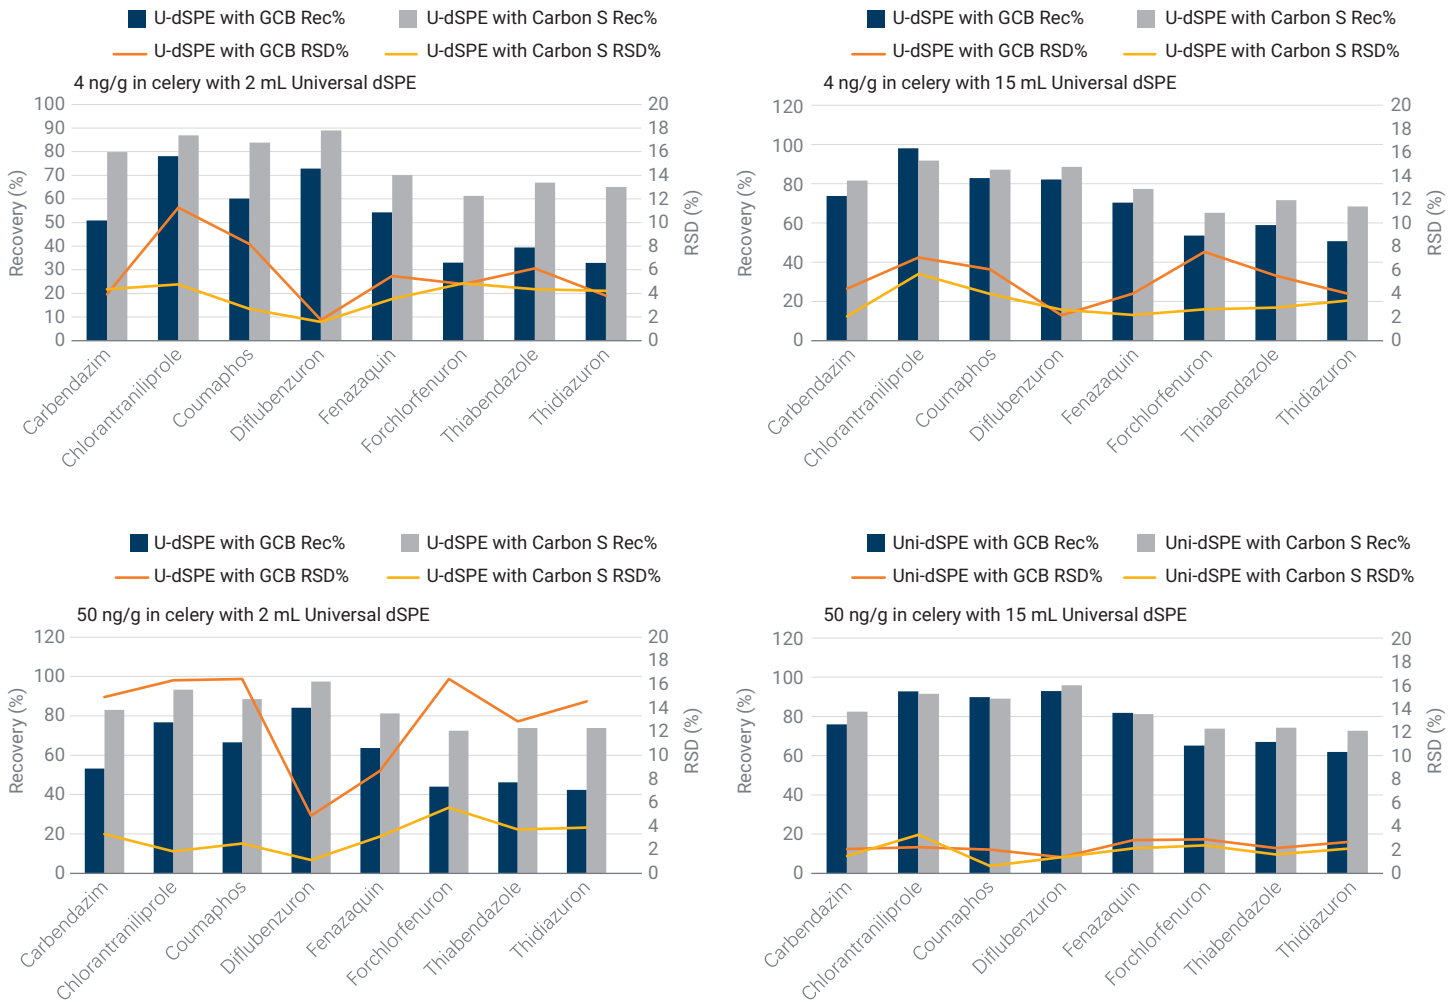 U-dSPE with GCB Rec%
U-dSPE with Carbon S Rec%
U-dSPE with GCB RSD%
U-dSPE with Carbon S RSD%
4 ng/g in celery with 2 mL Universal dSPE
Recovery (%)
100
90
80
70
60
50
40
30
20
10
0
20
18
16
14
12
10
8
6
4
2
0
RSD (%)
Carbendazim
Chlorantraniliprole
Coumaphos
Diflubenzuron
Fenazaquin
Forchlorfenuron
Thiabendazole
Thidiazuron
U-dSPE with GCB Rec%
U-dSPE with Carbon S Rec%
U-dSPE with GCB RSD%
U-dSPE with Carbon S RSD%
4 ng/g in celery with 15 mL Universal dSPE
Recovery (%)
120
100
80
60
40
20
0
20
18
16
14
12
10
8
6
4
2
0
RSD (%)
Carbendazim
Chlorantraniliprole
Coumaphos
Diflubenzuron
Fenazaquin
Forchlorfenuron
Thiabendazole
Thidiazuron
U-dSPE with GCB Rec%
U-dSPE with Carbon S Rec%
U-dSPE with GCB RSD%
U-dSPE with Carbon S RSD%
50 ng/g in celery with 2 mL Universal dSPE
Recovery (%)
120
100
80
60
40
20
0
20
18
16
14
12
10
8
6
4
2
0
RSD (%)
Carbendazim
Chlorantraniliprole
Coumaphos
Diflubenzuron
Fenazaquin
Forchlorfenuron
Thiabendazole
Thidiazuron
Uni-dSPE with GCB Rec%
Uni-dSPE with Carbon S Rec%
Uni-dSPE with GCB RSD%
Uni-dSPE with Carbon S RSD%
50 ng/g in celery with 15 mL Universal dSPE
Recovery (%)
120
100
80
60
40
20
0
20
18
16
14
12
10
8
6
4
2
0
RSD (%)
Carbendazim
Chlorantraniliprole
Coumaphos
Diflubenzuron
Fenazaquin
Forchlorfenuron
Thiabendazole
Thidiazuron